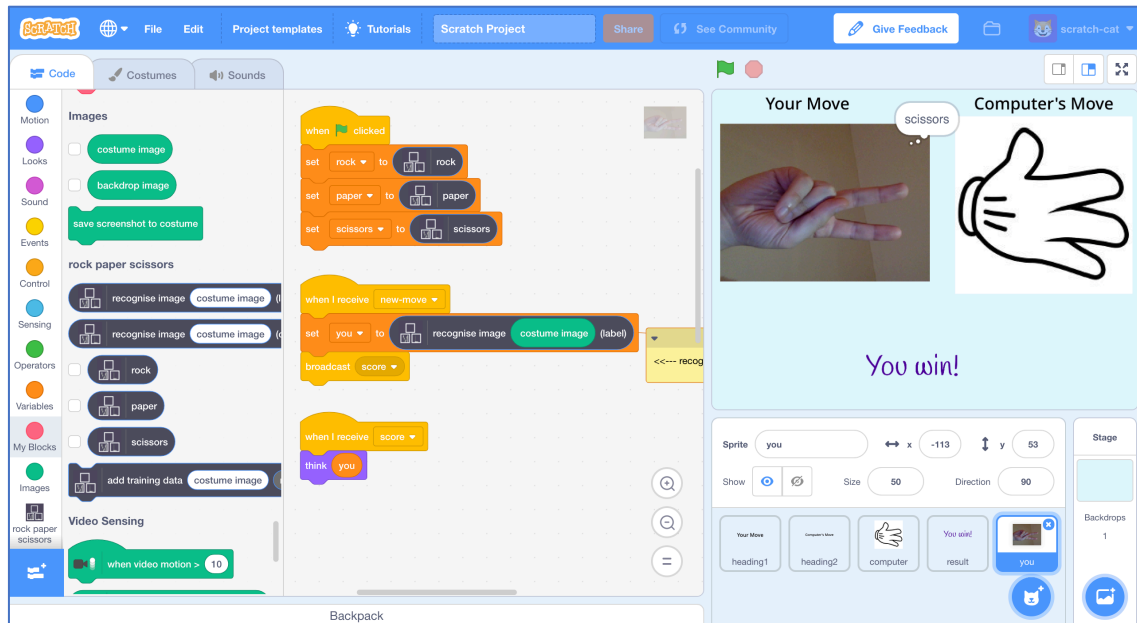 SCRATCH
File
Edit
Project templates
Tutorials
Scratch Project
Share
See Community
Give Feedback
scratch-cat
Code
Costumes
Sounds
Motion
Looks
Sound
Events
Control
Sensing
Operators
Variables
My Blocks
Images
rock paper
scissors
Images
costume image
backdrop image
save screenshot to costume
rock paper scissors
recognise image costume image
recognise image costume image
rock
paper
scissors
add training data costume image
Video Sensing
when video motion > 10
when clicked
set rock to rock
set paper to paper
set scissors to scissors
when I receive new-move
set you to recognise image costume image (label)
broadcast score
<<--- recog
when I receive score
think you
Backpack
Your Move
Computer's Move
scissors
You win!
Sprite you x -113 y 53
Show Size 50 Direction 90
Your Move
Computer's Move
You win!
heading1
heading2
computer
result
you
Stage
Backdrops
1